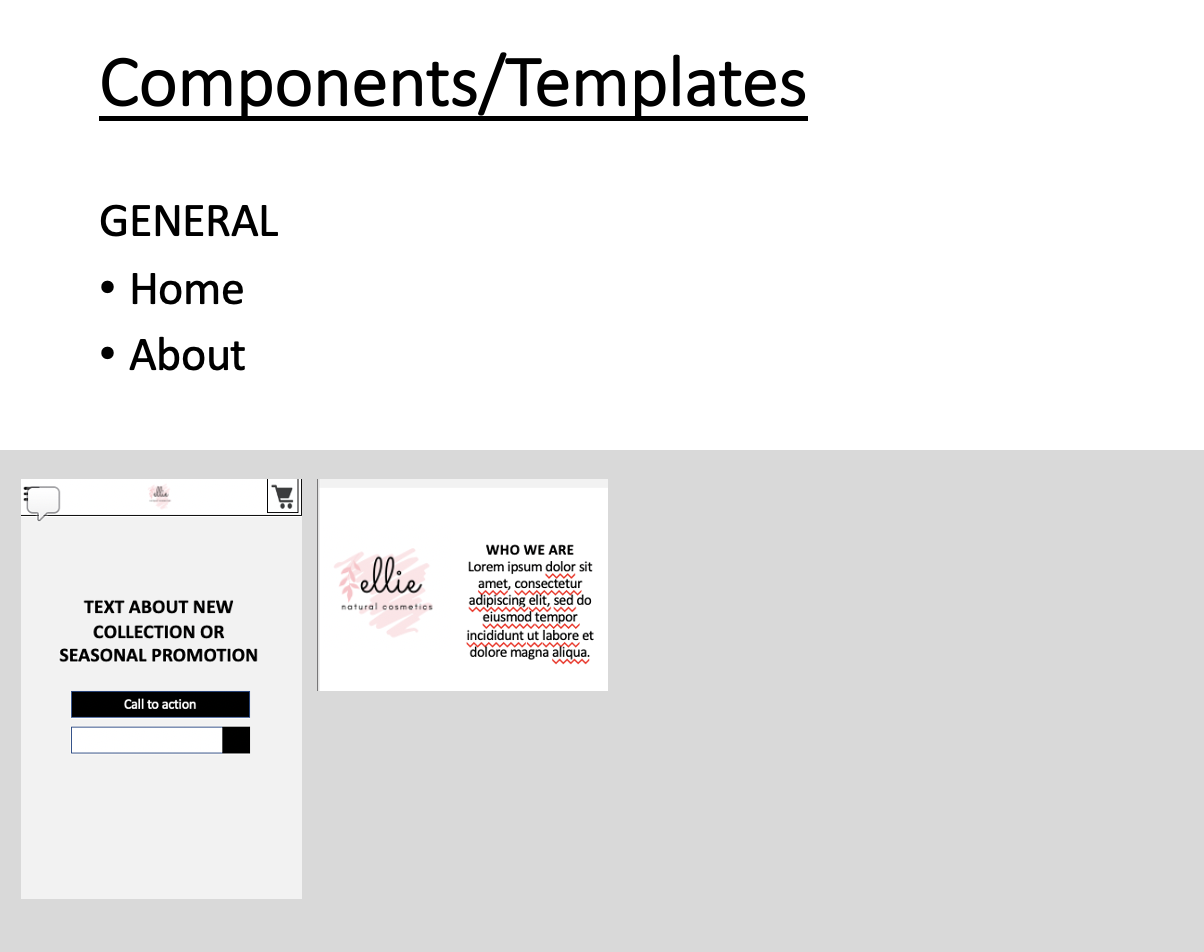 Components/Templates
GENERAL
• Home
• About
ellie
TEXT ABOUT NEW
COLLECTION OR
SEASONAL PROMOTION
Call to action
ellie
natural cosmetics
WHO WE ARE
Lorem ipsum dolor sit
amet, consectetur
adipiscing elit, sed do
eiusmod tempor
incididunt ut labore et
dolore magna aliqua.